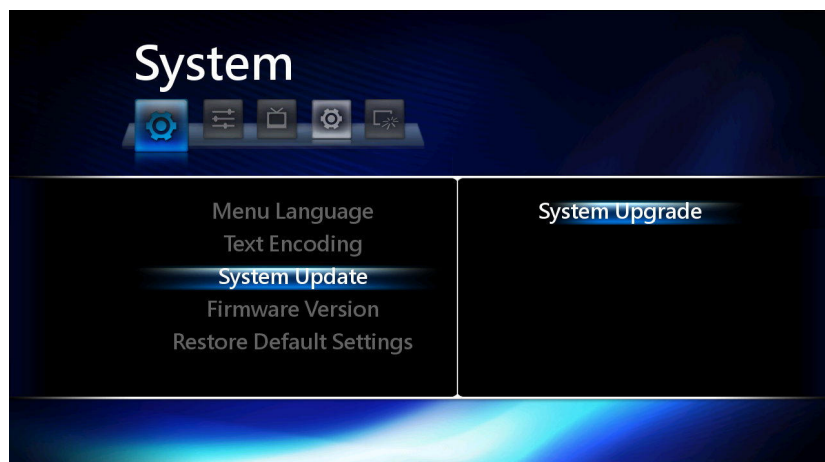 System
Menu Language
Text Encoding
System Update
Firmware Version
Restore Default Settings
System Upgrade